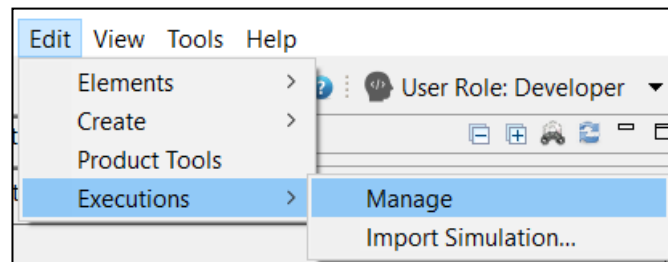 Edit View Tools Help
Elements
User Role: Developer
Create
Product Tools
Executions
Manage
Import Simulation...